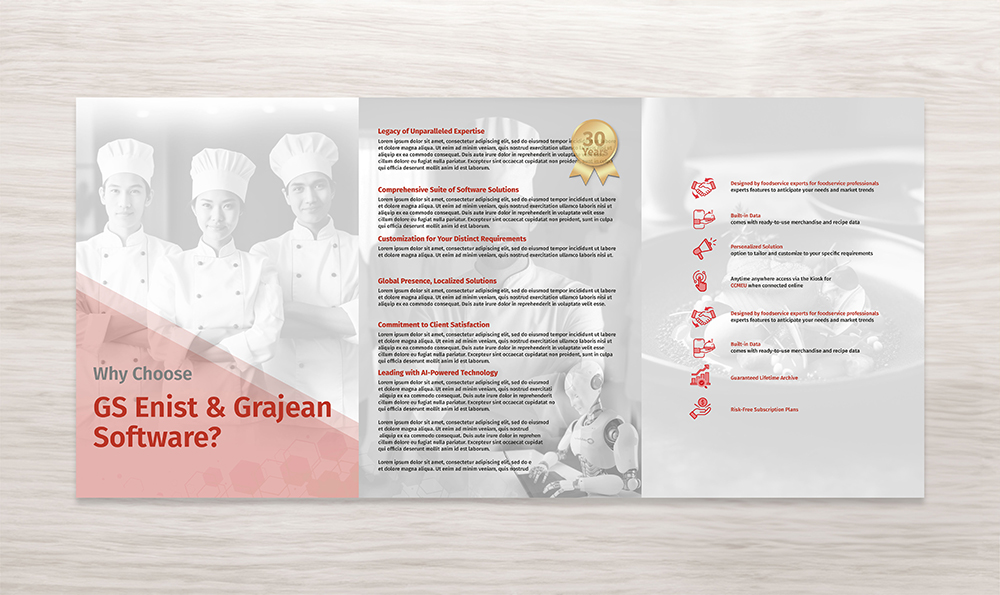 Why Choose
GS Enist & Grajean
Software?
Legacy of Unparalleled Expertise
Lorem ipsum dolor sit amet, consectetur adipiscing elit, sed do eiusmod tempor
et dolore magna aliqua. Ut enim ad minim veniam, quis nostrud exercitation
aliquip ex ea commodo consequat. Duis aute irure dolor in reprehenderit in
cillum dolore eu fugiat nulla pariatur. Excepteur sint occaecat cupidatat non
qui officia deserunt mollit anim id est laborum.
30
Years
Comprehensive Suite of Software Solutions
Lorem ipsum dolor sit amet, consectetur adipiscing elit, sed do eiusmod tempor incididunt ut labore
et dolore magna aliqua. Ut enim ad minim veniam, quis nostrud exercitation ullamco laboris nisi ut
aliquip ex ea commodo consequat. Duis aute irure dolor in reprehenderit in voluptate velit esse
cillum dolore eu fugiat nulla pariatur. Excepteur sint occaecat cupidatat non proident, sunt in culpa
qui officia deserunt mollit anim id est laborum.
Customization for Your Distinct Requirements
Lorem ipsum dolor sit amet, consectetur adipiscing elit, sed do eiusmod tempor incididunt ut labore
et dolore magna aliqua. Ut enim ad minim veniam, quis nostrud exercitation ullamco laboris nisi ut.
Global Presence, Localized Solutions
Lorem ipsum dolor sit amet, consectetur adipiscing elit, sed do eiusmod tempor incididunt ut labore
et dolore magna aliqua. Ut enim ad minim veniam, quis nostrud exercitation ullamco laboris nisi ut
aliquip ex ea commodo consequat. Duis aute irure dolor in reprehenderit in voluptate velit esse.
Commitment to Client Satisfaction
Lorem ipsum dolor sit amet, consectetur adipiscing elit, sed do eiusmod tempor incididunt ut labore
et dolore magna aliqua. Ut enim ad minim veniam, quis nostrud exercitation ullamco laboris nisi ut
aliquip ex ea commodo consequat. Duis aute irure dolor in reprehenderit in voluptate velit esse
cillum dolore eu fugiat nulla pariatur. Excepteur sint occaecat cupidatat non proident, sunt in culpa
qui officia deserunt mollit anim id est laborum.
Leading with AI-Powered Technology
Lorem ipsum dolor sit amet, consectetur adipiscing elit, sed do eiusmod
et dolore magna aliqua. Ut enim ad minim veniam, quis nostrud exercitati
aliquip ex ea commodo consequat. Duis aute irure dolor in reprehenderit
cillum dolore eu fugiat nulla pariatur. Excepteur sint occaecat cupidatat no
qui officia deserunt mollit anim id est laborum.
Lorem ipsum dolor sit amet, consectetur adipiscing elit, sed do eiusmod
et dolore magna aliqua. Ut enim ad minim veniam, quis nostrud
aliquip ex ea commodo consequat. Duis aute irure dolor in reprehen
cillum dolore eu fugiat nulla pariatur. Excepteur sint occaecat cupidatat
qui officia deserunt mollit anim id est laborum.
Lorem ipsum dolor sit amet, consectetur adipiscing elit, sed do e
et dolore magna aliqua. Ut enim ad minim veniam, quis nostrud
Designed by foodservice experts for foodservice professionals
experts features to anticipate your needs and market trends
Built-in Data
comes with ready-to-use merchandise and recipe data
Personalized Solution
option to tailor and customize to your specific requirements
Anytime anywhere access via the Kiosk for
when connected online
Designed by foodservice experts for foodservice professionals
experts features to anticipate your needs and market trends
Built-in Data
comes with ready-to-use merchandise and recipe data
Guaranteed Lifetime Archive
Risk-Free Subscription Plans